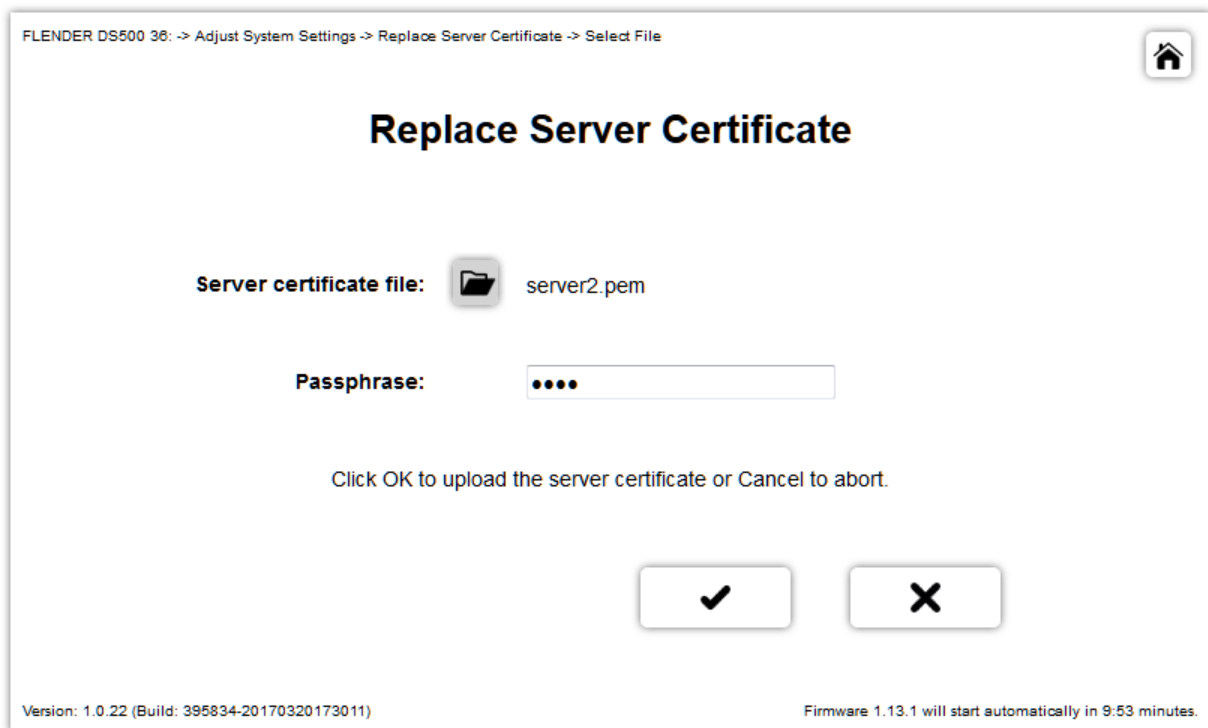 FLENDER DS500 36: -> Adjust System Settings -> Replace Server Certificate -> Select File
Replace Server Certificate
Server certificate file: server2.pem
Passphrase: ••••
Click OK to upload the server certificate or Cancel to abort.
Version: 1.0.22 (Build: 395834-20170320173011) Firmware 1.13.1 will start automatically in 9:53 minutes.